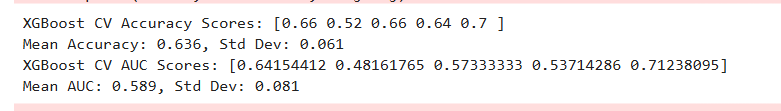 XGBoost CV Accuracy Scores: [0.66 0.52 0.66 0.64 0.7 ]
Mean Accuracy: 0.636, Std Dev: 0.061
XGBoost CV AUC Scores: [0.64154412 0.48161765 0.57333333 0.53714286 0.71238095]
Mean AUC: 0.589, Std Dev: 0.081